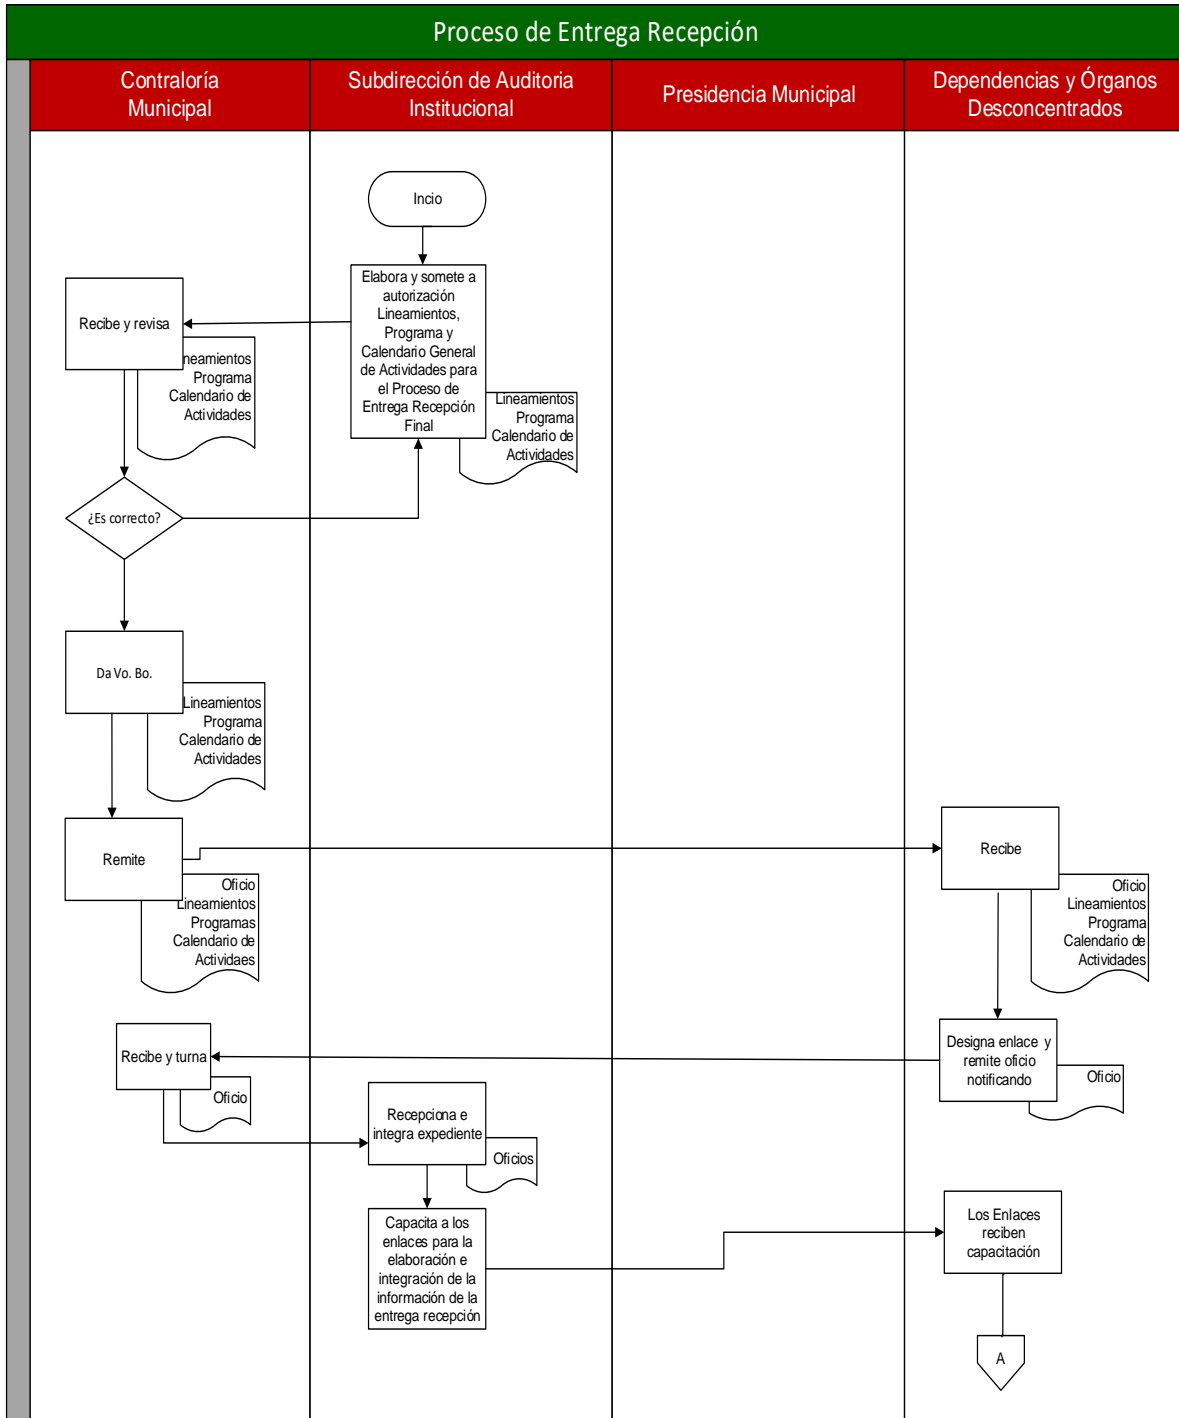 Proceso de Entrega Recepción
Contraloría
Municipal
Subdirección de Auditoria
Institucional
Presidencia Municipal
Dependencias y Órganos
Desconcentrados
Incio
Elabora y somete a
autorización
Lineamientos,
Programa y
Calendario General
de Actividades para
el Proceso de
Entrega Recepción
Final
Lineamientos
Programa
Calendario de
Actividades
Recibe y revisa
neamientos
Programa
Calendario de
Actividades
¿Es correcto?
Da Vo. Bo.
Lineamientos
Programa
Calendario de
Actividades
Remite
Oficio
Lineamientos
Programas
Calendario de
Actividaes
Recibe
Oficio
Lineamientos
Programa
Calendario de
Actividades
Designa enlace y
remite oficio
notificando
Oficio
Recibe y turna
Oficio
Recepciona e
integra expediente
Oficios
Capacita a los
enlaces para la
elaboración e
integración de la
información de la
entrega recepción
Los Enlaces
reciben
capacitación
A